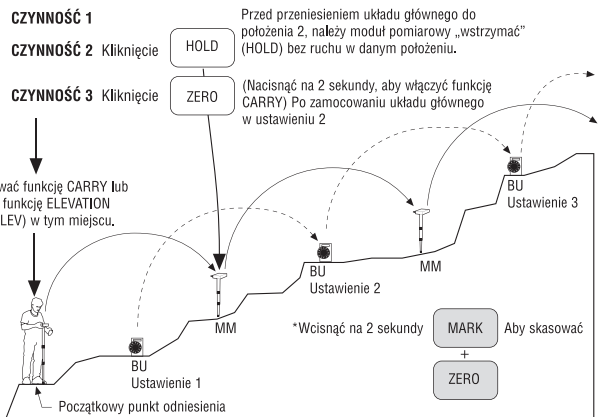 CZYNNOŚĆ 1
CZYNNOŚĆ 2 Kliknięcie
HOLD
Przed przeniesieniem układu głównego do
położenia 2, należy moduł pomiarowy „wstrzymać”
(HOLD) bez ruchu w danym położeniu.
CZYNNOŚĆ 3 Kliknięcie
ZERO
(Nacisnąć na 2 sekundy, aby włączyć funkcję
CARRY) Po zamocowaniu układu głównego
w ustawieniu 2
wać funkcję CARRY lub
funkcję ELEVATION
LEV) w tym miejscu.
BU
Ustawienie 3
MM
BU
Ustawienie 2
MM
*Wcisnąć na 2 sekundy
MARK
Aby skasować
+
ZERO
BU
Ustawienie 1
Początkowy punkt odniesienia